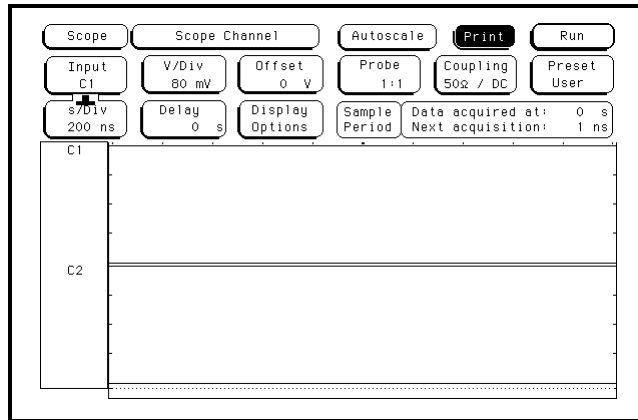 Scope Scope Channel Autoscale Print Run
Input V/Div Offset Probe Coupling Preset
C1 80 mV 0 V 1:1 50Ω / DC User
s/Div Delay Display Sample Data acquired at: 0 s
200 ns 0 s Options Period Next acquisition: 1 ns
C1
C2